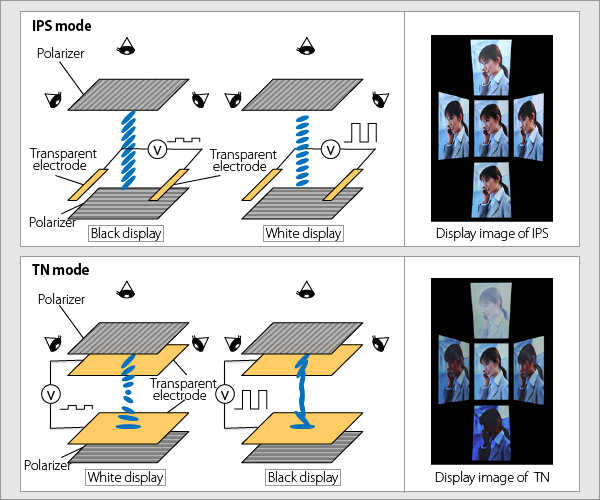 IPS mode
Polarizer
V
V
Transparent
electrode
Transparent
electrode
Polarizer
Black display
White display
Display image of IPS
TN mode
Polarizer
V
V
Transparent
electrode
Polarizer
White display
Black display
Display image of TN